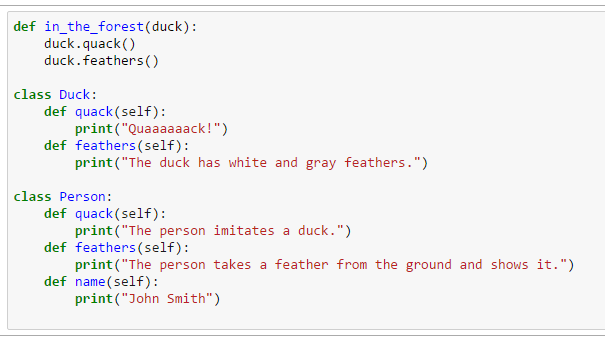 def in_the_forest(duck):
    duck.quack()
    duck.feathers()

class Duck:
    def quack(self):
        print("Quaaaaaack!")
    def feathers(self):
        print("The duck has white and gray feathers.")

class Person:
    def quack(self):
        print("The person imitates a duck.")
    def feathers(self):
        print("The person takes a feather from the ground and shows it.")
    def name(self):
        print("John Smith")